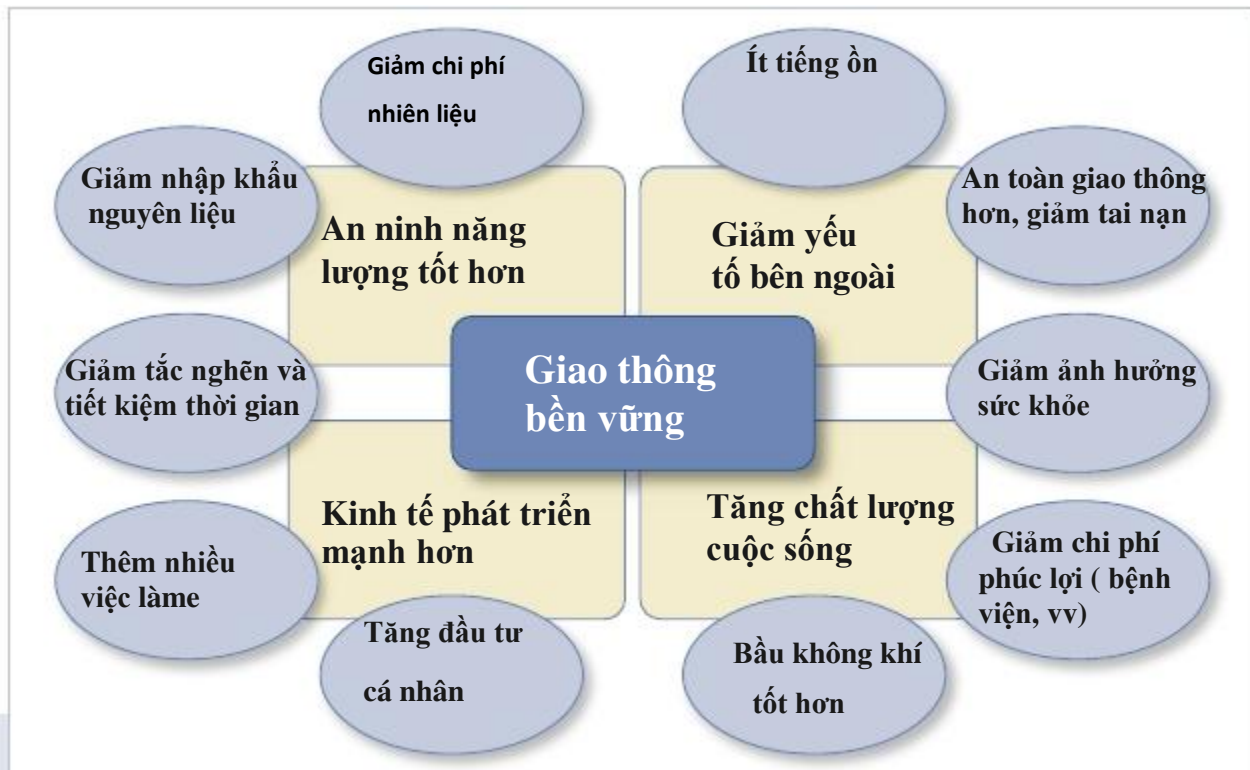 Giảm chi phí
nhiên liệu
Ít tiếng ồn
Giảm nhập khẩu
nguyên liệu
An toàn giao thông
hơn, giảm tai nạn
An ninh năng
lượng tốt hơn
Giảm yếu
tố bên ngoài
Giảm tắc nghẽn và
tiết kiệm thời gian
Giao thông
bền vững
Giảm ảnh hưởng
sức khỏe
Kinh tế phát triển
mạnh hơn
Tăng chất lượng
cuộc sống
Thêm nhiều
việc làme
Giảm chi phí
phúc lợi ( bệnh
viện, vv)
Tăng đầu tư
cá nhân
Bầu không khí
tốt hơn